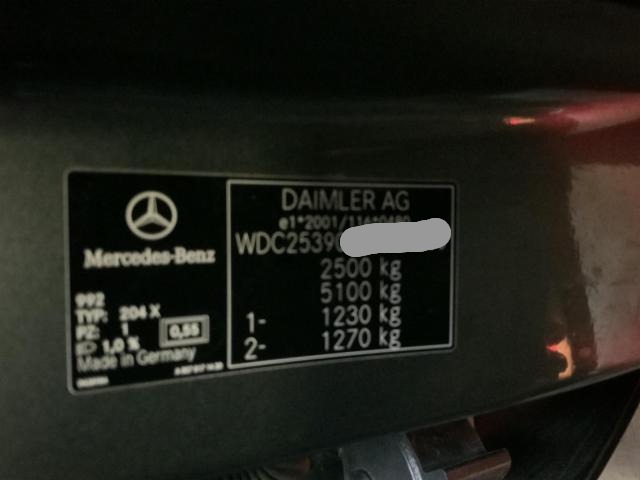 Mercedes-Benz
992
TYP: 204 X
PZ: 1
0,55
1,0 %
Made in Germany
DAIMLER AG
WDC2539
2500 kg
5100 kg
1- 1230 kg
2- 1270 kg